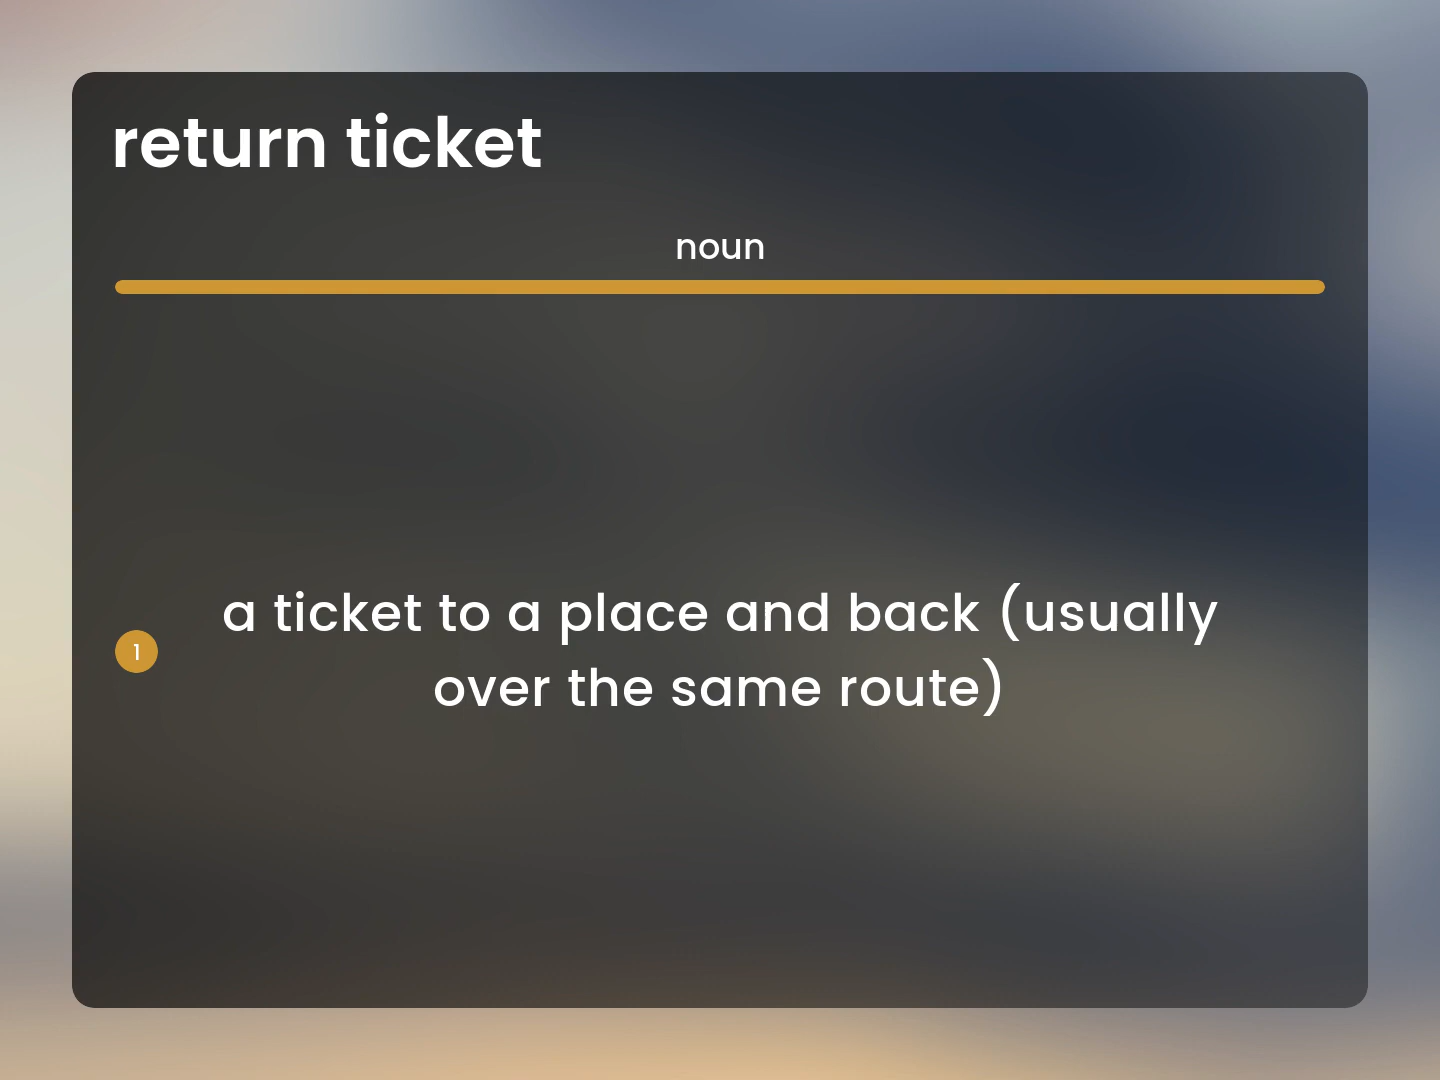 return ticket
noun
1
a ticket to a place and back (usually
over the same route)